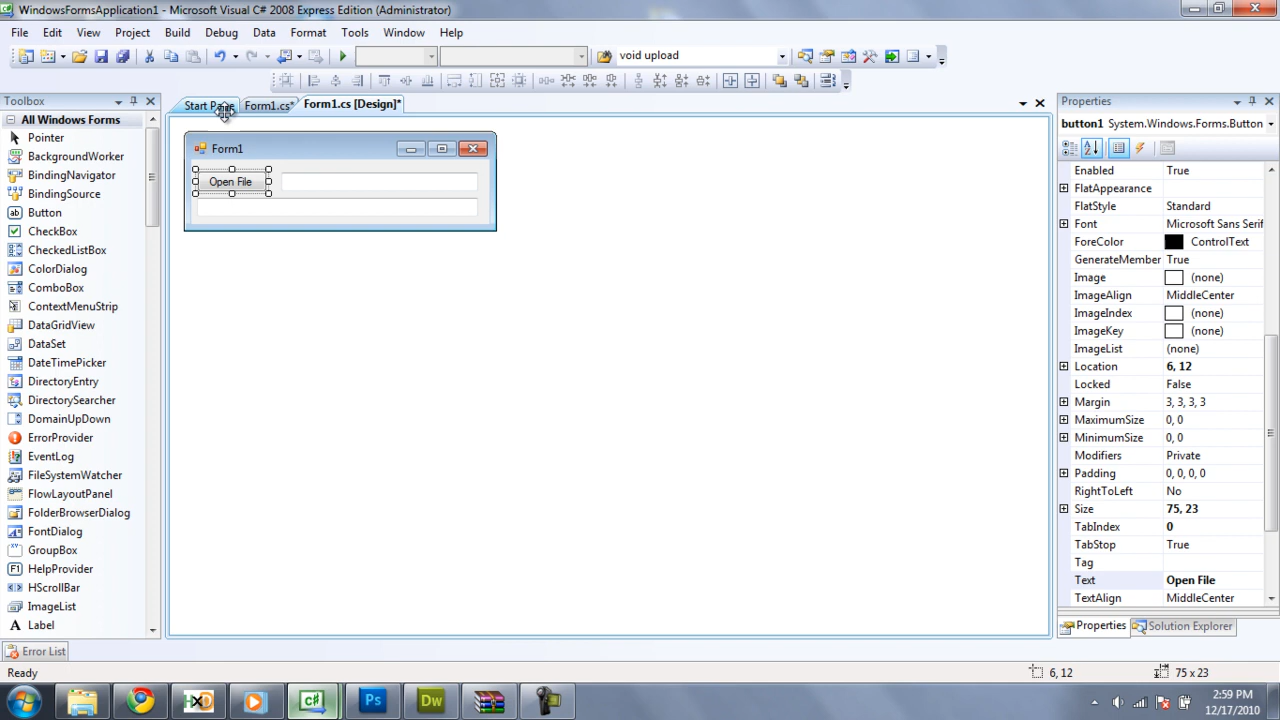 WindowsFormsApplication1 - Microsoft Visual C# 2008 Express Edition (Administrator)
File Edit View Project Build Debug Data Format Tools Window Help
void upload
Toolbox
Start Page Form1.cs* Form1.cs [Design]*
Properties
All Windows Forms
Pointer
BackgroundWorker
BindingNavigator
BindingSource
Button
CheckBox
CheckedListBox
ColorDialog
ComboBox
ContextMenuStrip
DataGridView
DataSet
DateTimePicker
DirectoryEntry
DirectorySearcher
DomainUpDown
ErrorProvider
EventLog
FileSystemWatcher
FlowLayoutPanel
FolderBrowserDialog
FontDialog
GroupBox
HelpProvider
HScrollBar
ImageList
A Label
Form1
Open File
button1 System.Windows.Forms.Button
Enabled True
FlatAppearance
FlatStyle Standard
Font Microsoft Sans Serif
ForeColor ControlText
GenerateMember True
Image (none)
ImageAlign MiddleCenter
ImageIndex (none)
ImageKey (none)
ImageList (none)
Location 6, 12
Locked False
Margin 3, 3, 3, 3
MaximumSize 0, 0
MinimumSize 0, 0
Modifiers Private
Padding 0, 0, 0, 0
RightToLeft No
Size 75, 23
TabIndex 0
TabStop True
Tag
Text Open File
TextAlign MiddleCenter
Properties Solution Explorer
Error List
Ready 6, 12 75 x 23
C# XD Ps Dw
2:59 PM
12/17/2010